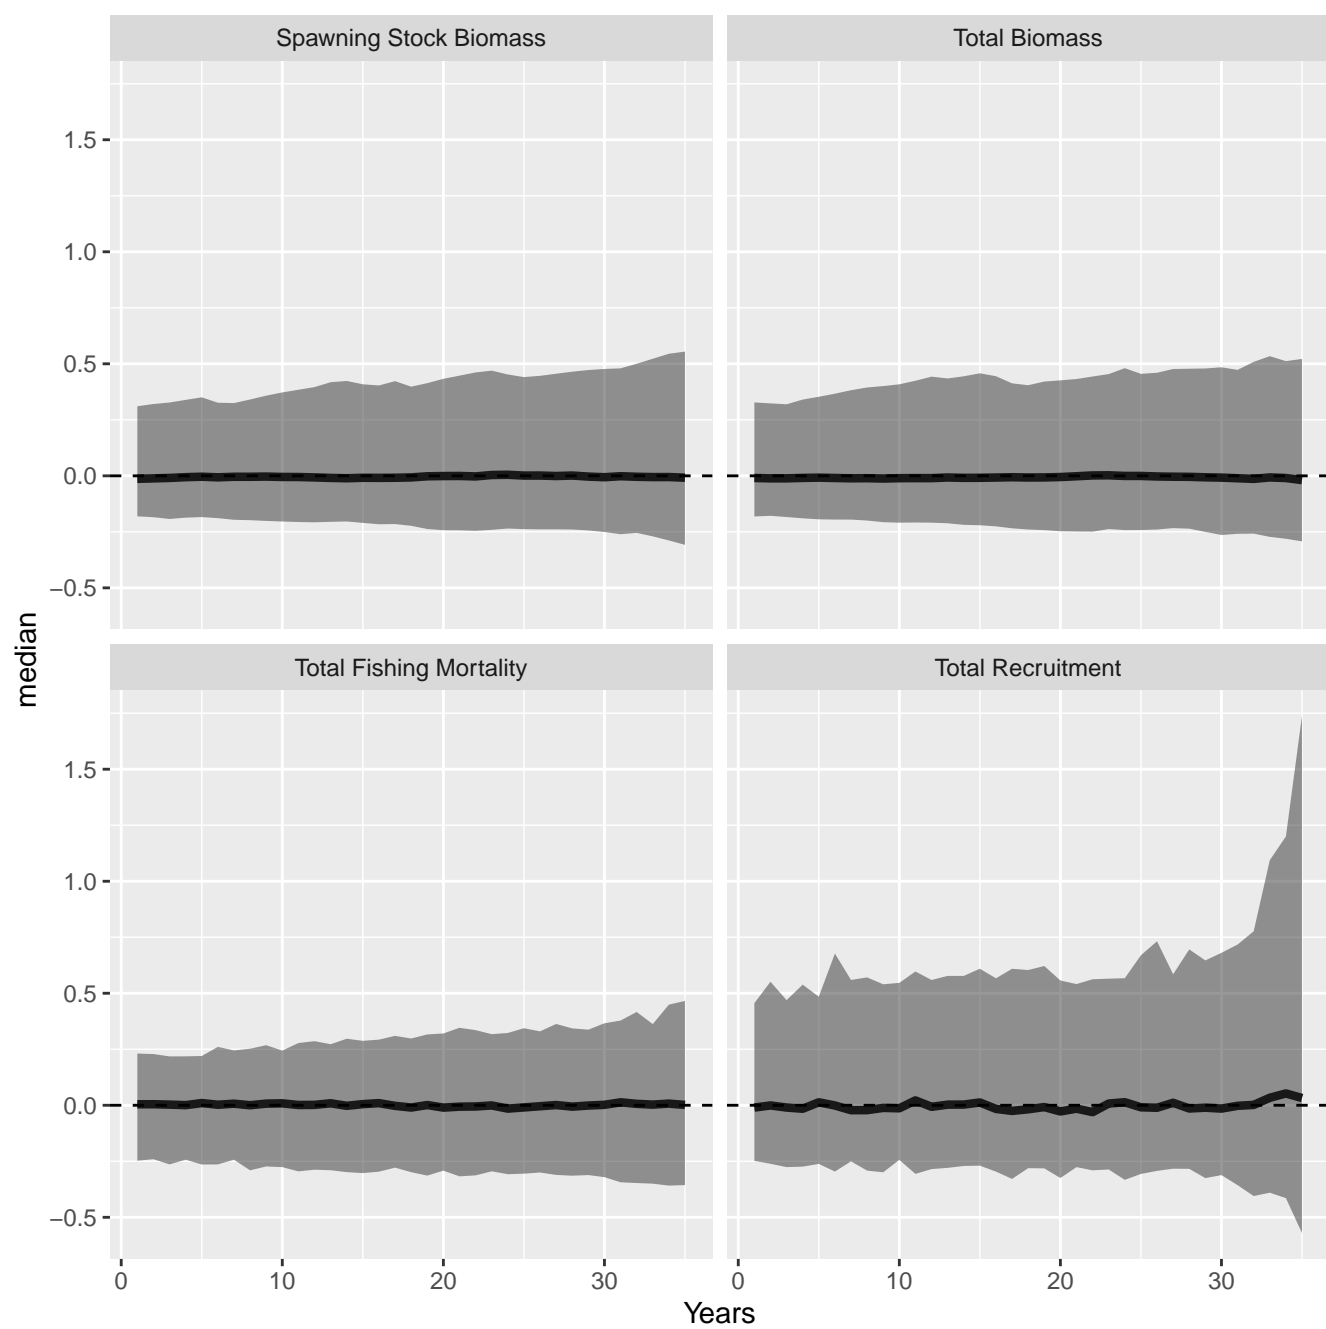 Spawning Stock Biomass
Total Biomass
1.5
1.0
0.5
0.0
−0.5
median
Total Fishing Mortality
Total Recruitment
1.5
1.0
0.5
0.0
−0.5
0 10 20 30
0 10 20 30
Years